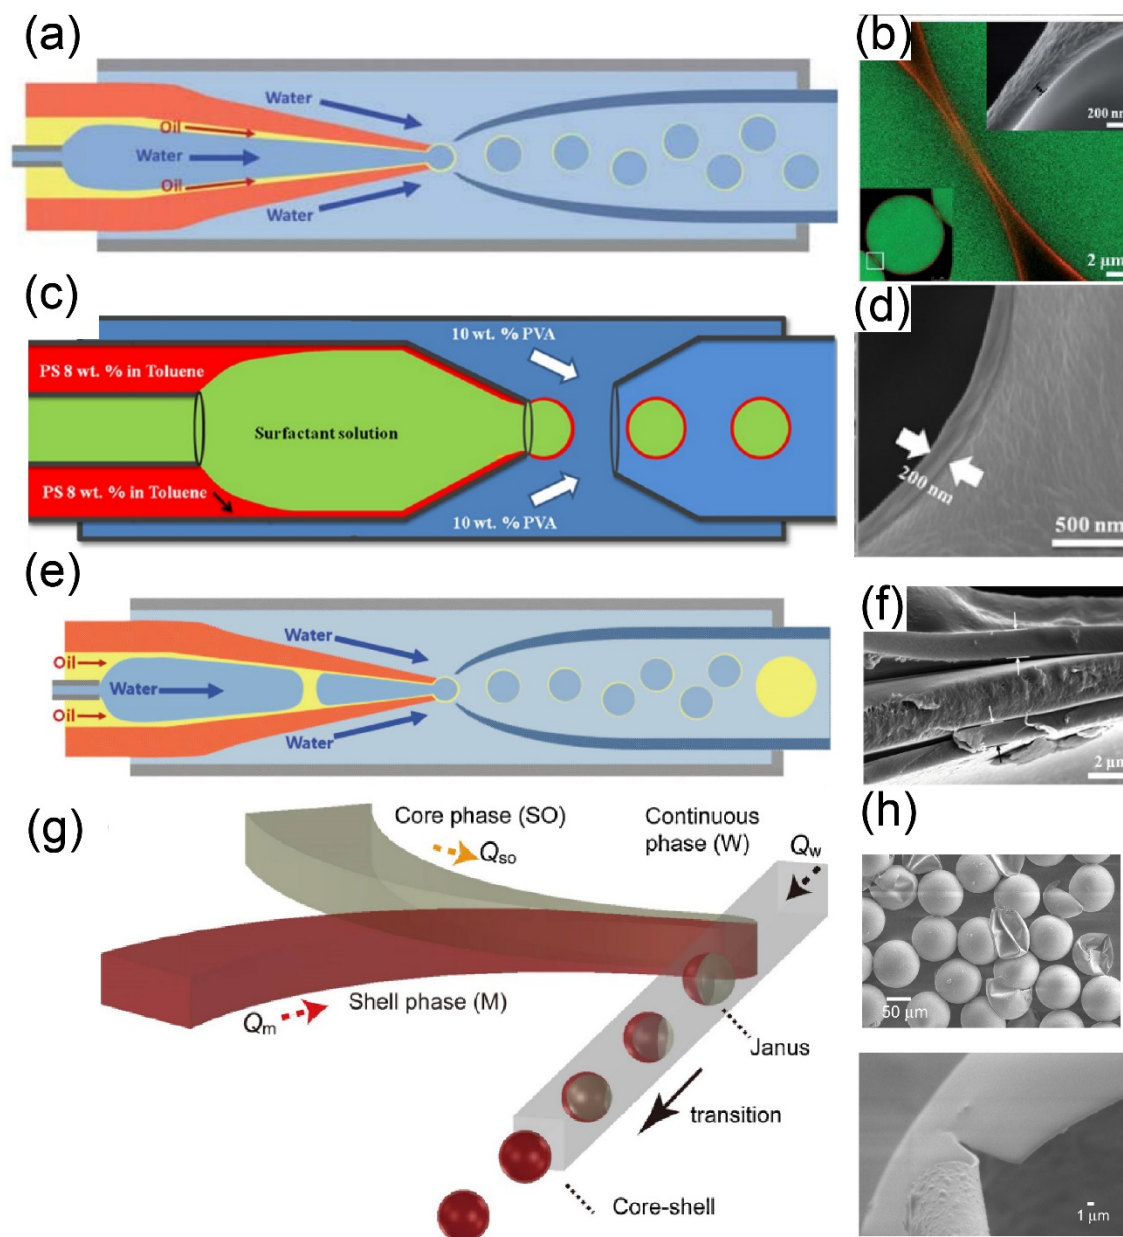 (a)
Water
Oil
Water
Oil
Water
(b)
200 nm
2 μm
(c)
10 wt. % PVA
PS 8 wt. % in Toluene
Surfactant solution
PS 8 wt. % in Toluene
10 wt. % PVA
(d)
200 nm
500 nm
(e)
Water
Oil
Water
Oil
Water
(f)
2 μm
(g)
Core phase (SO)
Qso
Continuous
phase (W)
Qw
Shell phase (M)
Qm
Janus
transition
Core-shell
(h)
50 μm
1 μm